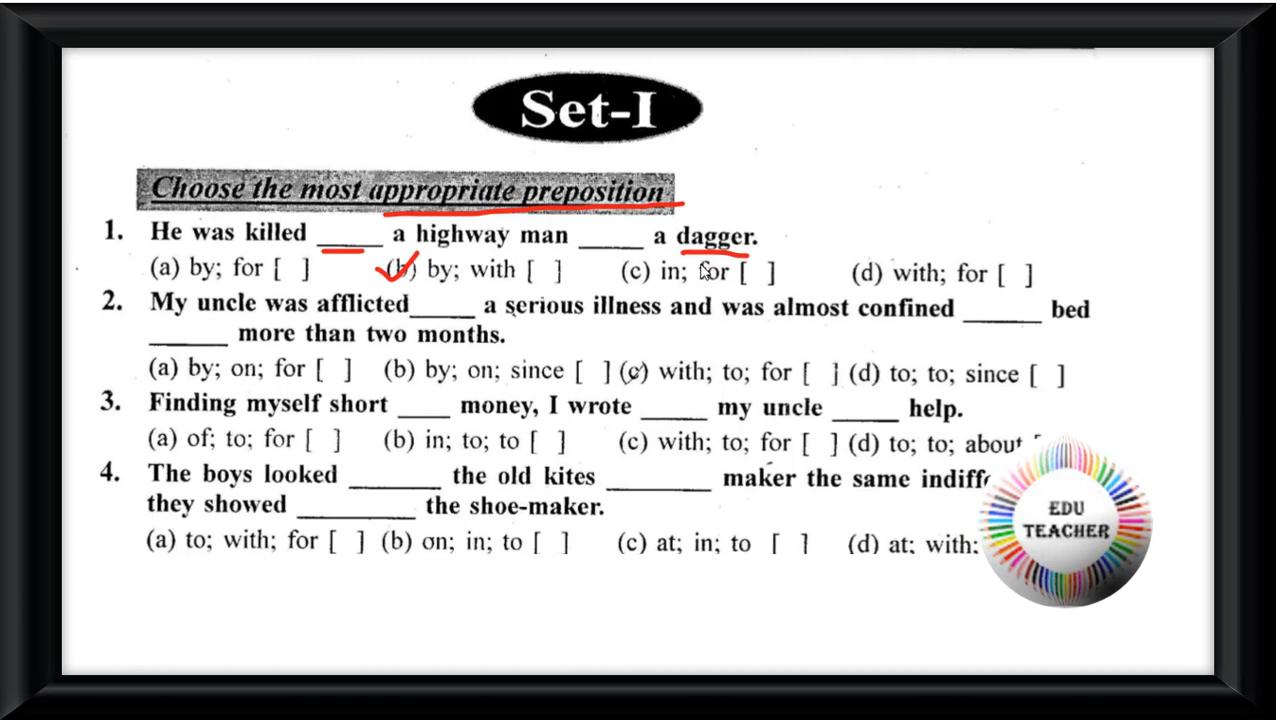 Set-I
Choose the most appropriate preposition
1. He was killed _____ a highway man _____ a dagger.
(a) by; for [ ] (b) by; with [ ] (c) in; for [ ] (d) with; for [ ]
2. My uncle was afflicted _____ a serious illness and was almost confined ______ bed
______ more than two months.
(a) by; on; for [ ] (b) by; on; since [ ] (c) with; to; for [ ] (d) to; to; since [ ]
3. Finding myself short ____ money, I wrote _____ my uncle _____ help.
(a) of; to; for [ ] (b) in; to; to [ ] (c) with; to; for [ ] (d) to; to; about
4. The boys looked _______ the old kites ________ maker the same
they showed _________ the shoe-maker.
(a) to; with; for [ ] (b) on; in; to [ ] (c) at; in; to [ ] (d) at; with;
EDU
TEACHER